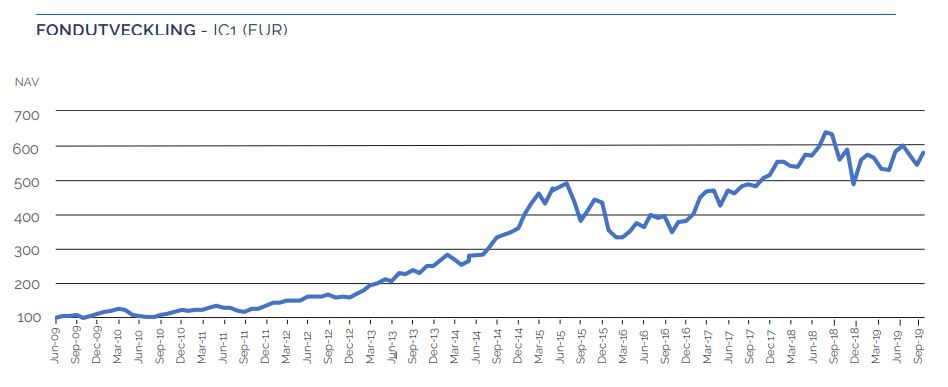 FONDUTVECKLING - IC1 (EUR)
NAV
700
600
500
400
300
200
100
Jun-09
Sep-09
Dec-09
Mar-10
Jun-10
Sep-10
Dec-10
Mar-11
Jun-11
Sep-11
Dec-11
Mar-12
Jun-12
Sep-12
Dec-12
Mar-13
Jun-13
Sep-13
Dec-13
Mar-14
Jun-14
Sep-14
Dec-14
Mar-15
Jun-15
Sep-15
Dec-15
Mar-16
Jun-16
Sep-16
Dec-16
Mar-17
Jun-17
Sep-17
Dec.17
Mar-18
Jun-18
Sep-18
Dec-18
Mar-19
Jun-19
Sep-19